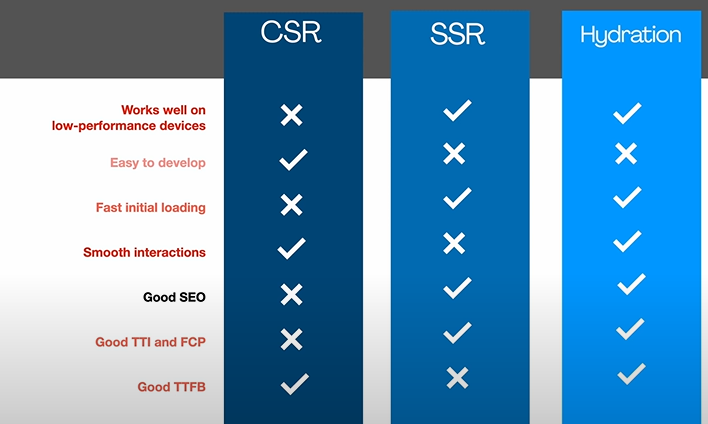 CSR SSR Hydration
Works well on
low-performance devices
Easy to develop
Fast initial loading
Smooth interactions
Good SEO
Good TTI and FCP
Good TTFB